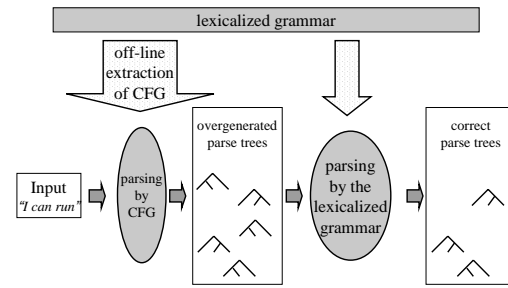 lexicalized grammar
off-line
extraction
of CFG
overgenerated
parse trees
correct
parse trees
Input
"I can run"
parsing
by
CFG
parsing
by the
lexicalized
grammar